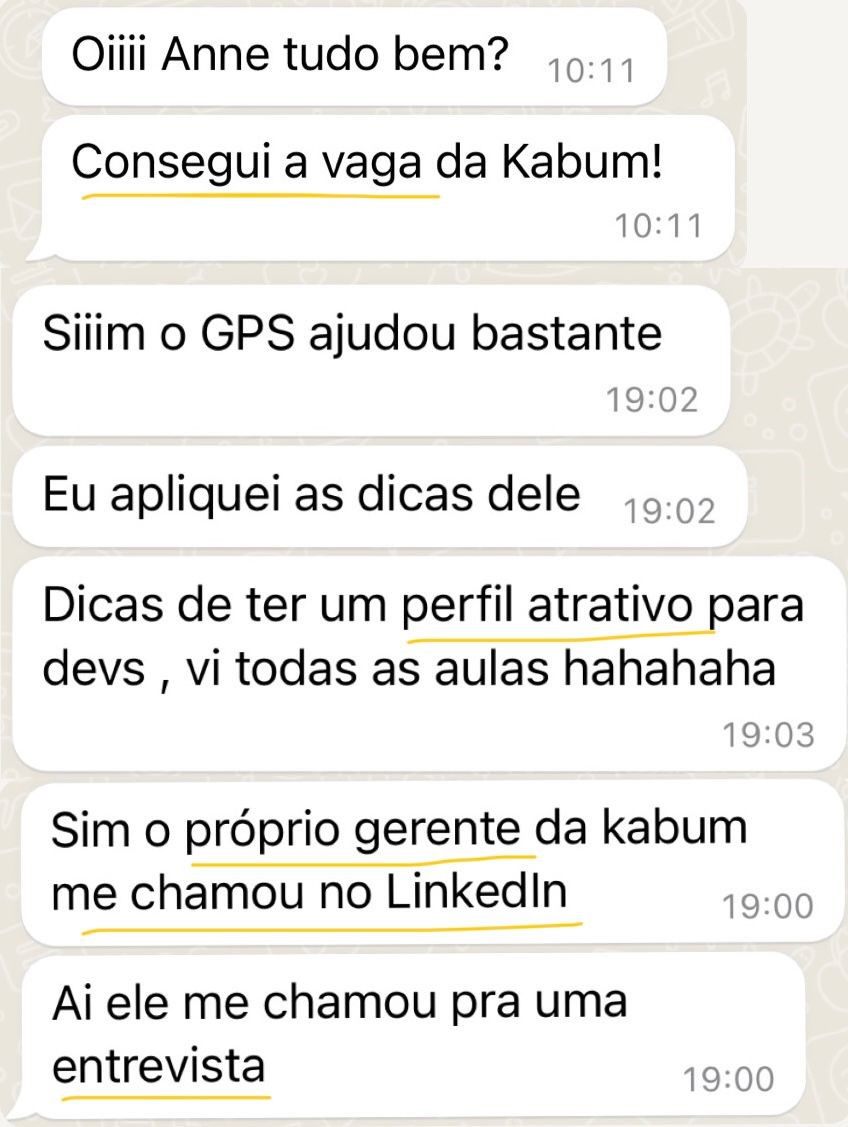 Oiiii Anne tudo bem? 10:11
Consegui a vaga da Kabum!
10:11
Siiim o GPS ajudou bastante
19:02
Eu apliquei as dicas dele 19:02
Dicas de ter um perfil atrativo para
devs , vi todas as aulas hahahaha
19:03
Sim o próprio gerente da kabum
me chamou no LinkedIn 19:00
Ai ele me chamou pra uma
entrevista 19:00